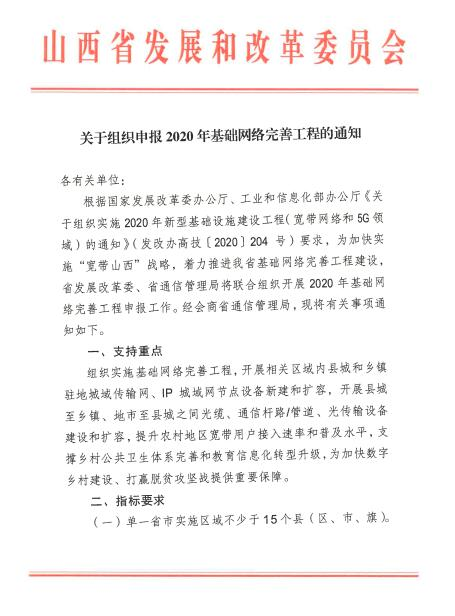 山西省发展和改革委员会
关于组织申报 2020 年基础网络完善工程的通知
各有关单位：
根据国家发展改革委办公厅、工业和信息化部办公厅《关
于组织实施 2020 年新型基础设施建设工程（宽带网络和 5G 领
域）的通知》（发改办高技〔2020〕204 号）要求，为加快实
施“宽带山西”战略，着力推进我省基础网络完善工程建设，
省发展改革委、省通信管理局将联合组织开展 2020 年基础网
络完善工程申报工作。经会商省通信管理局，现将有关事项通
知如下。
一、支持重点
组织实施基础网络完善工程，开展相关区域内县城和乡镇
驻地城域传输网、IP 城域网节点设备新建和扩容，开展县城
至乡镇、地市至县城之间光缆、通信杆路/管道、光传输设备
建设和扩容，提升农村地区宽带用户接入速率和普及水平，支
撑乡村公共卫生体系完善和教育信息化转型升级，为加快数字
乡村建设、打赢脱贫攻坚战提供重要保障。
二、指标要求
（一）单一省市实施区域不少于 15 个县（区、市、旗）。